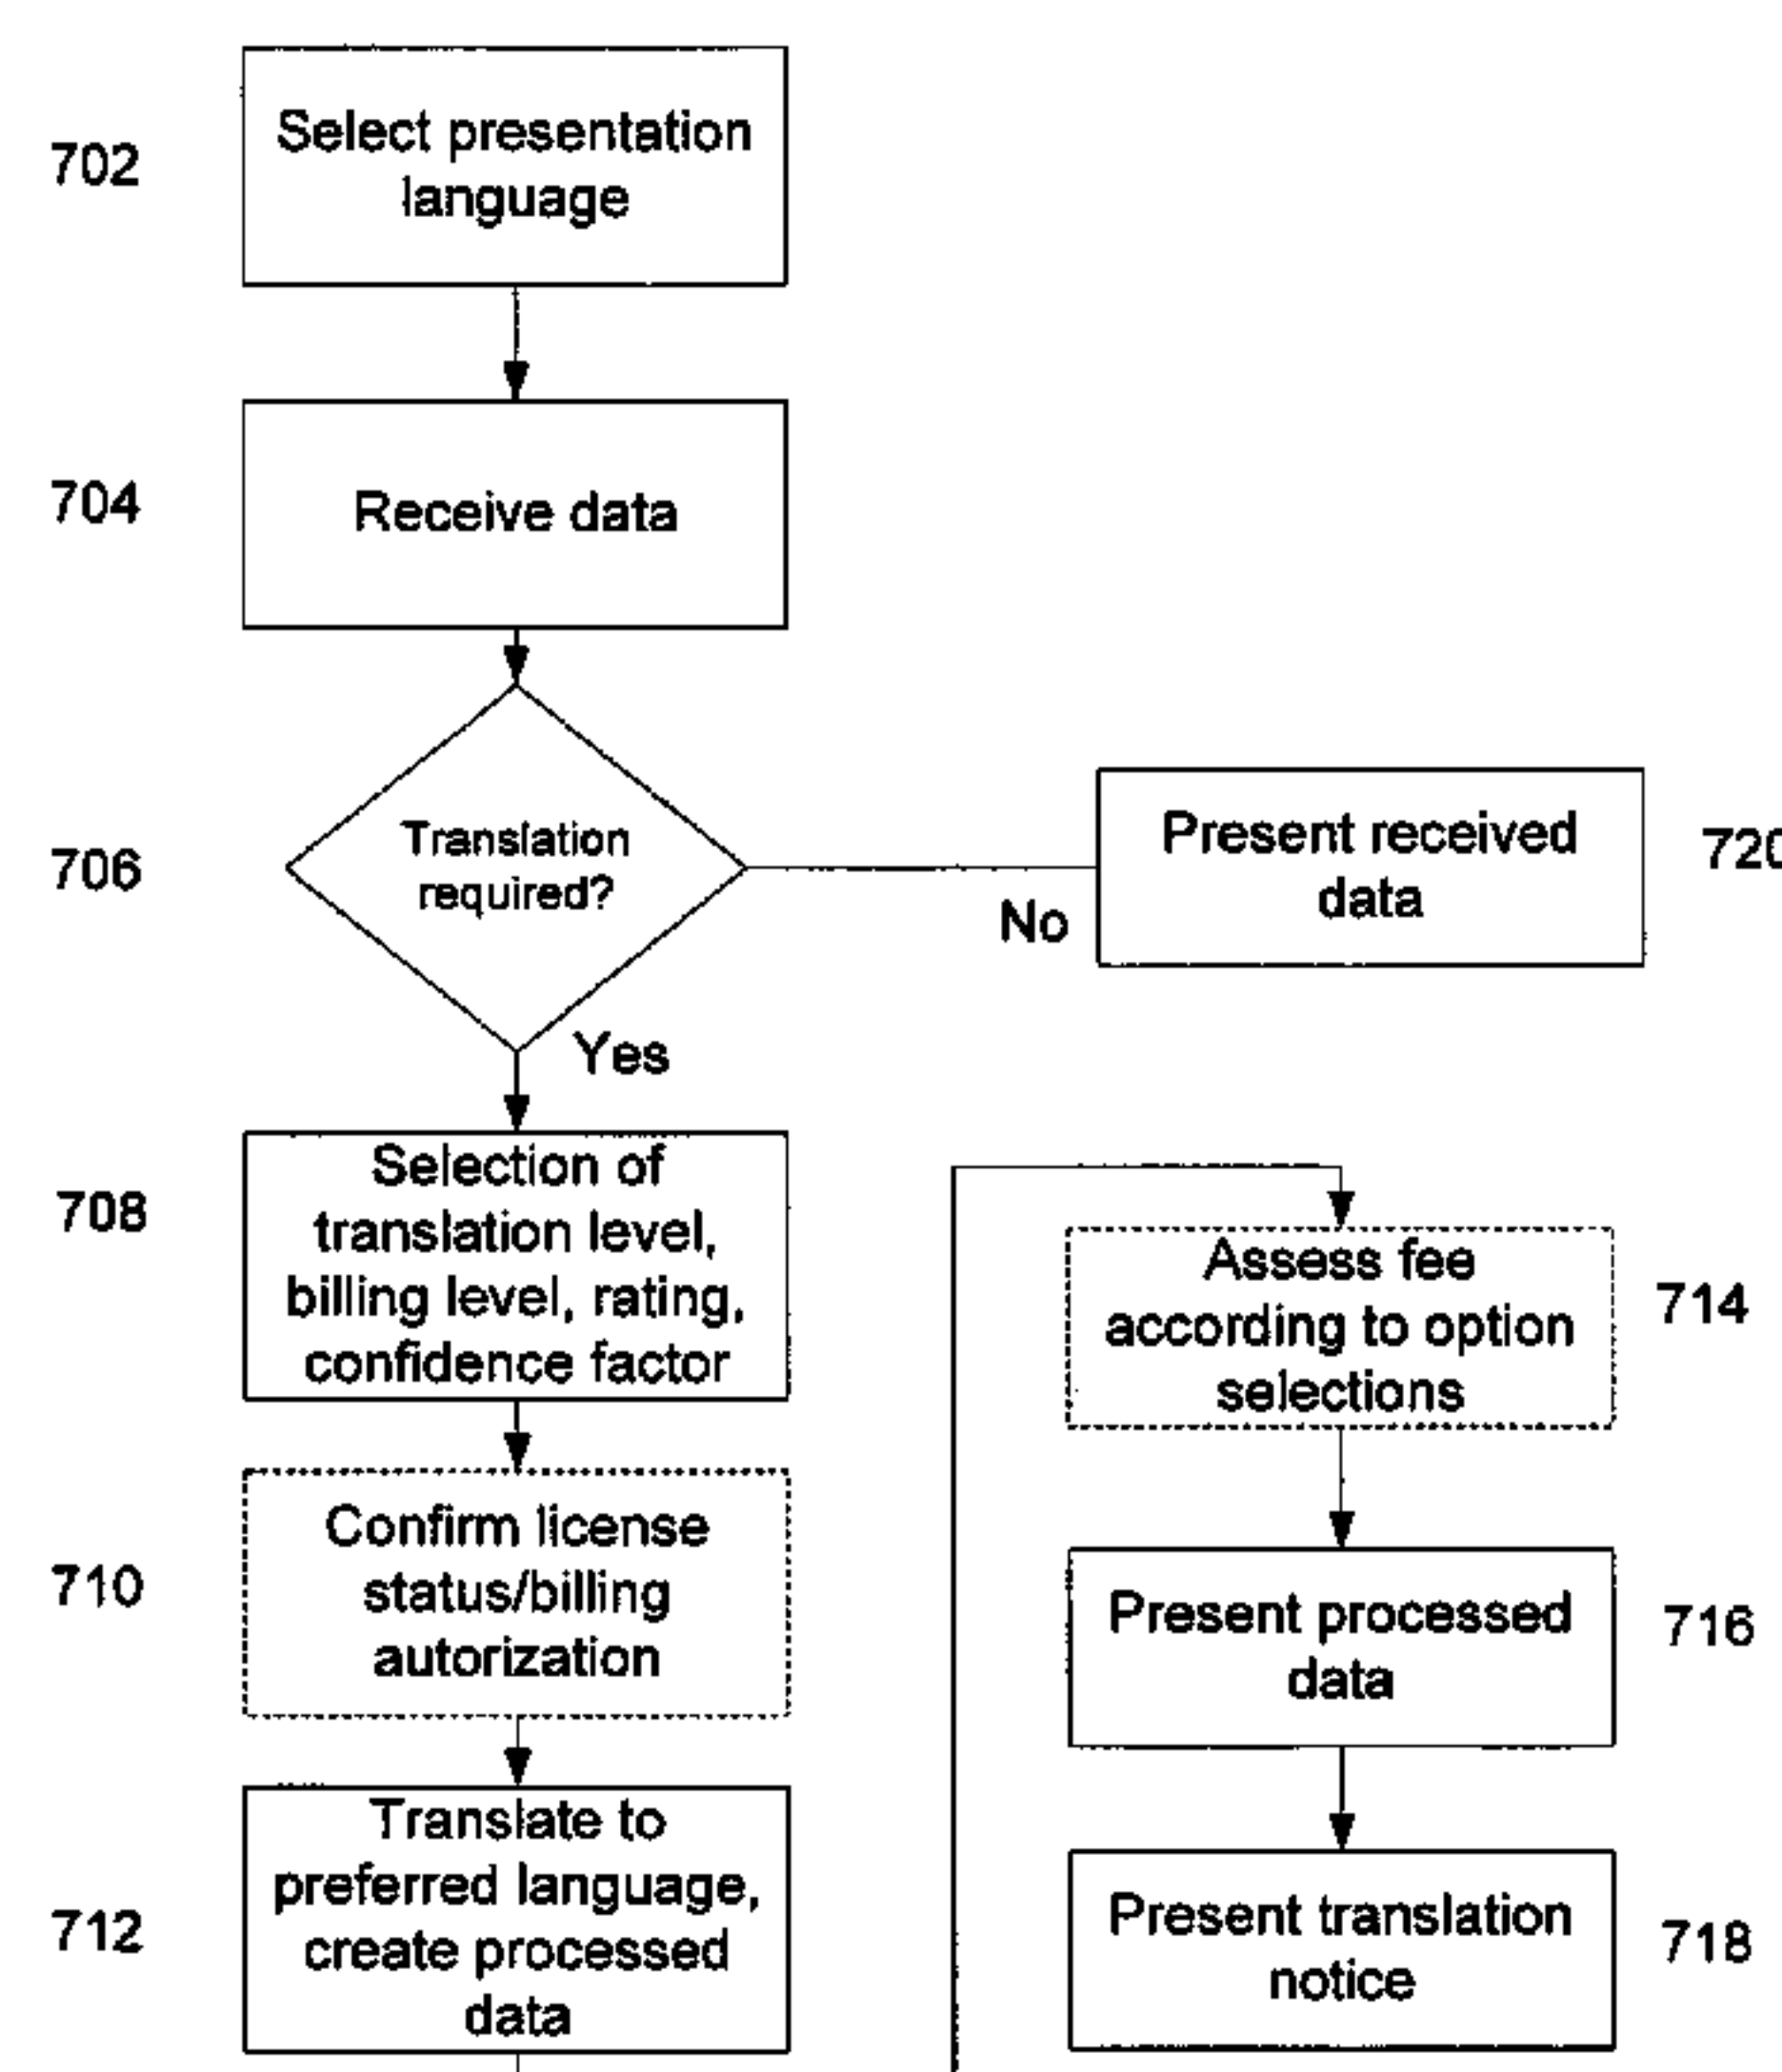 702
Select presentation
language
704
Receive data
706
Translation
required?
No
Present received
data
720
Yes
708
Selection of
translation level,
billing level, rating,
confidence factor
710
Confirm license
status/billing
autorization
712
Translate to
preferred language,
create processed
data
Assess fee
according to option
selections
714
Present processed
data
716
Present translation
notice
718